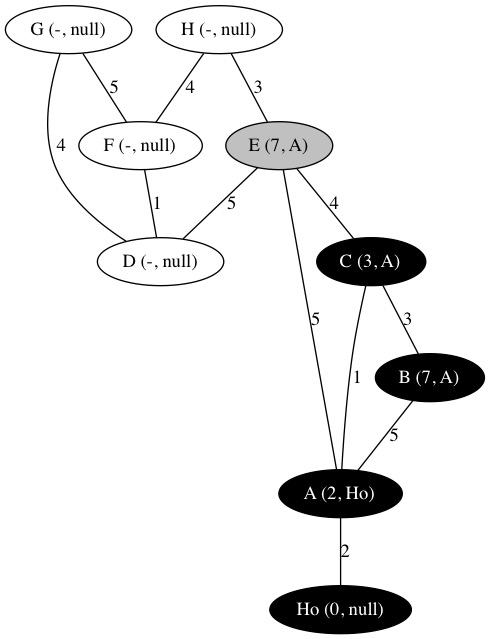 G (-, null)
H (-, null)
5
4
3
F (-, null)
E (7, A)
4
1
5
4
D (-, null)
C (3, A)
5
1
3
B (7, A)
5
A (2, Ho)
2
Ho (0, null)